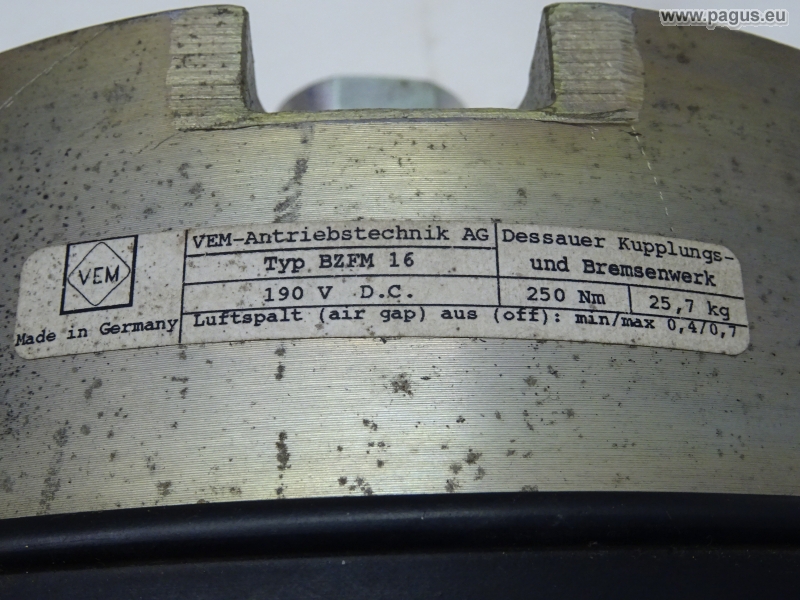 www.pagus.eu
VEM
Made in Germany
VEM-Antriebstechnik AG
Typ BZFM 16
190 V D.C.
Dessauer Kupplungs-
und Bremsenwerk
250 Nm
25,7 kg
Luftspalt (air gap) aus (off): min/max 0,4/0,7